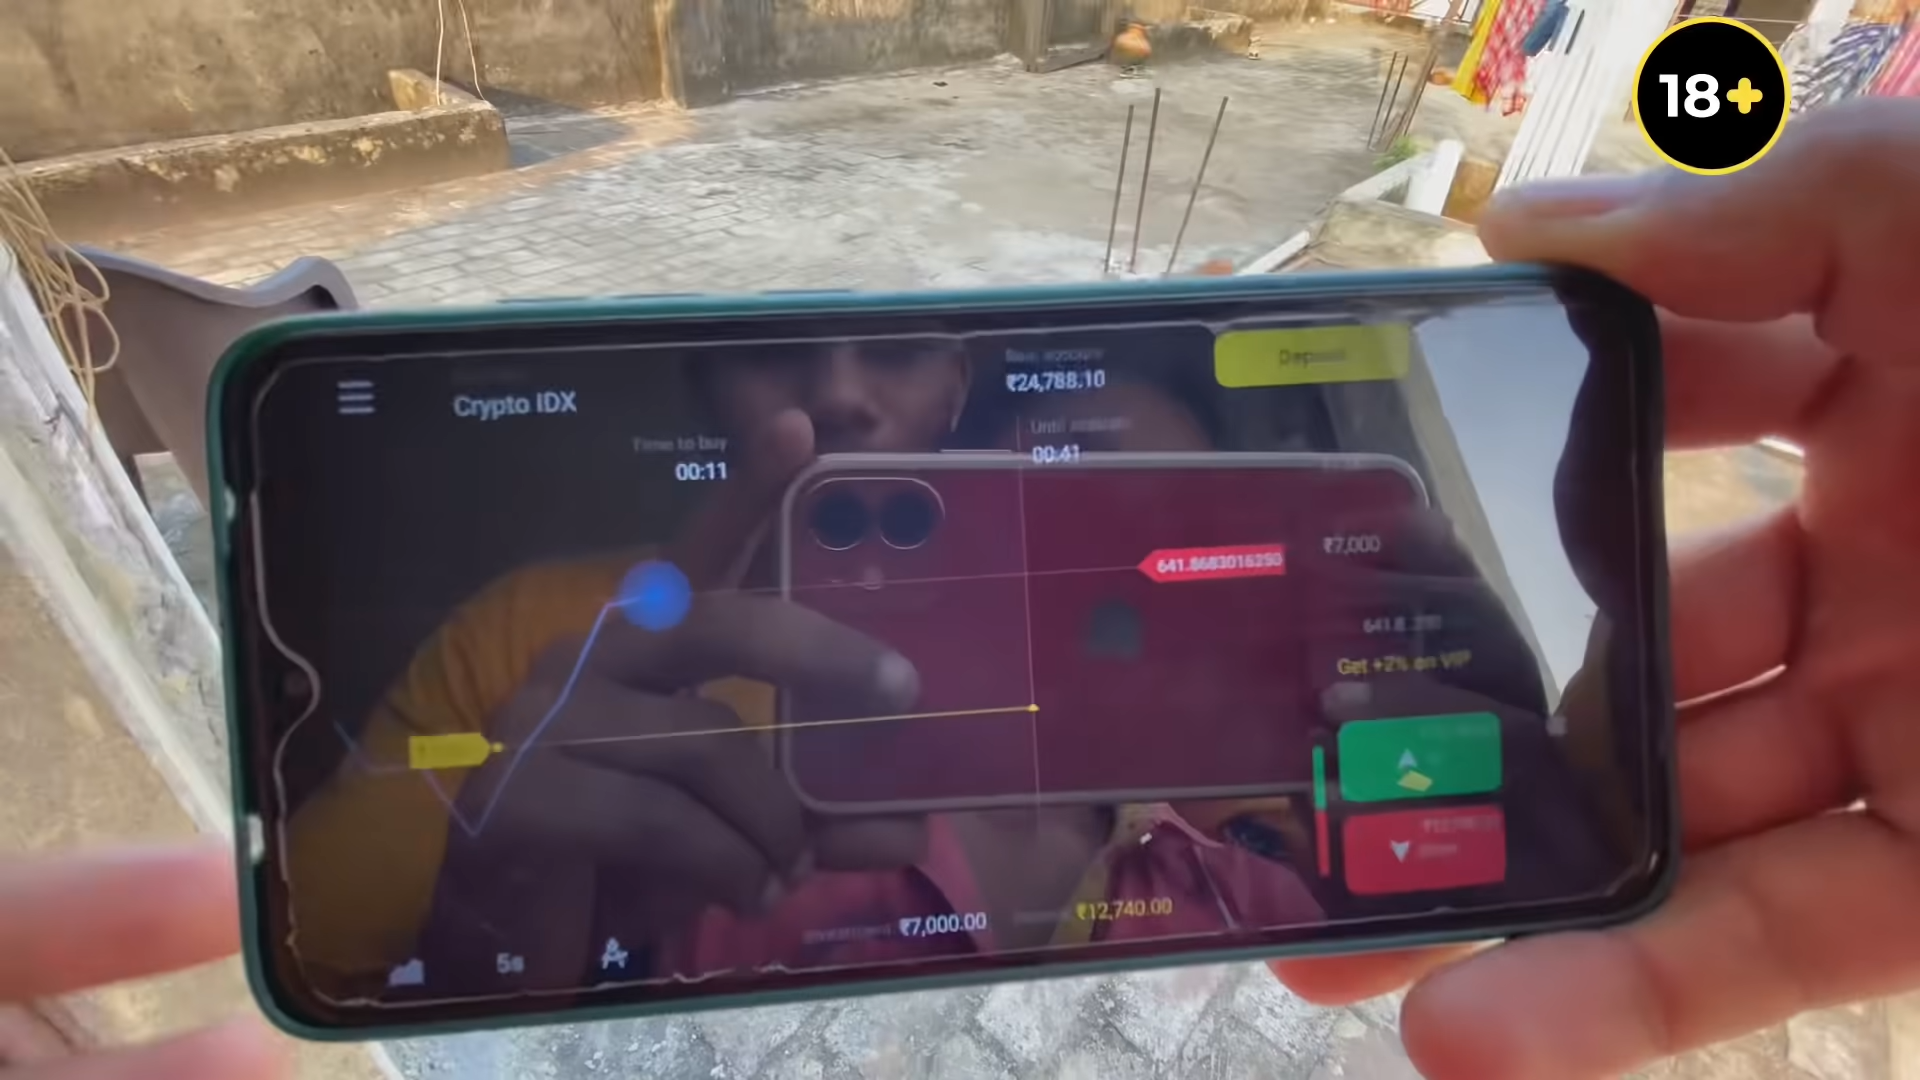 18+
Deposit
₹24,788.10
Crypto IDX
Time to buy
00:11
00:41
₹7,000
641.8683016250
Get +2% on VIP
₹7,000.00
₹12,740.00
5s